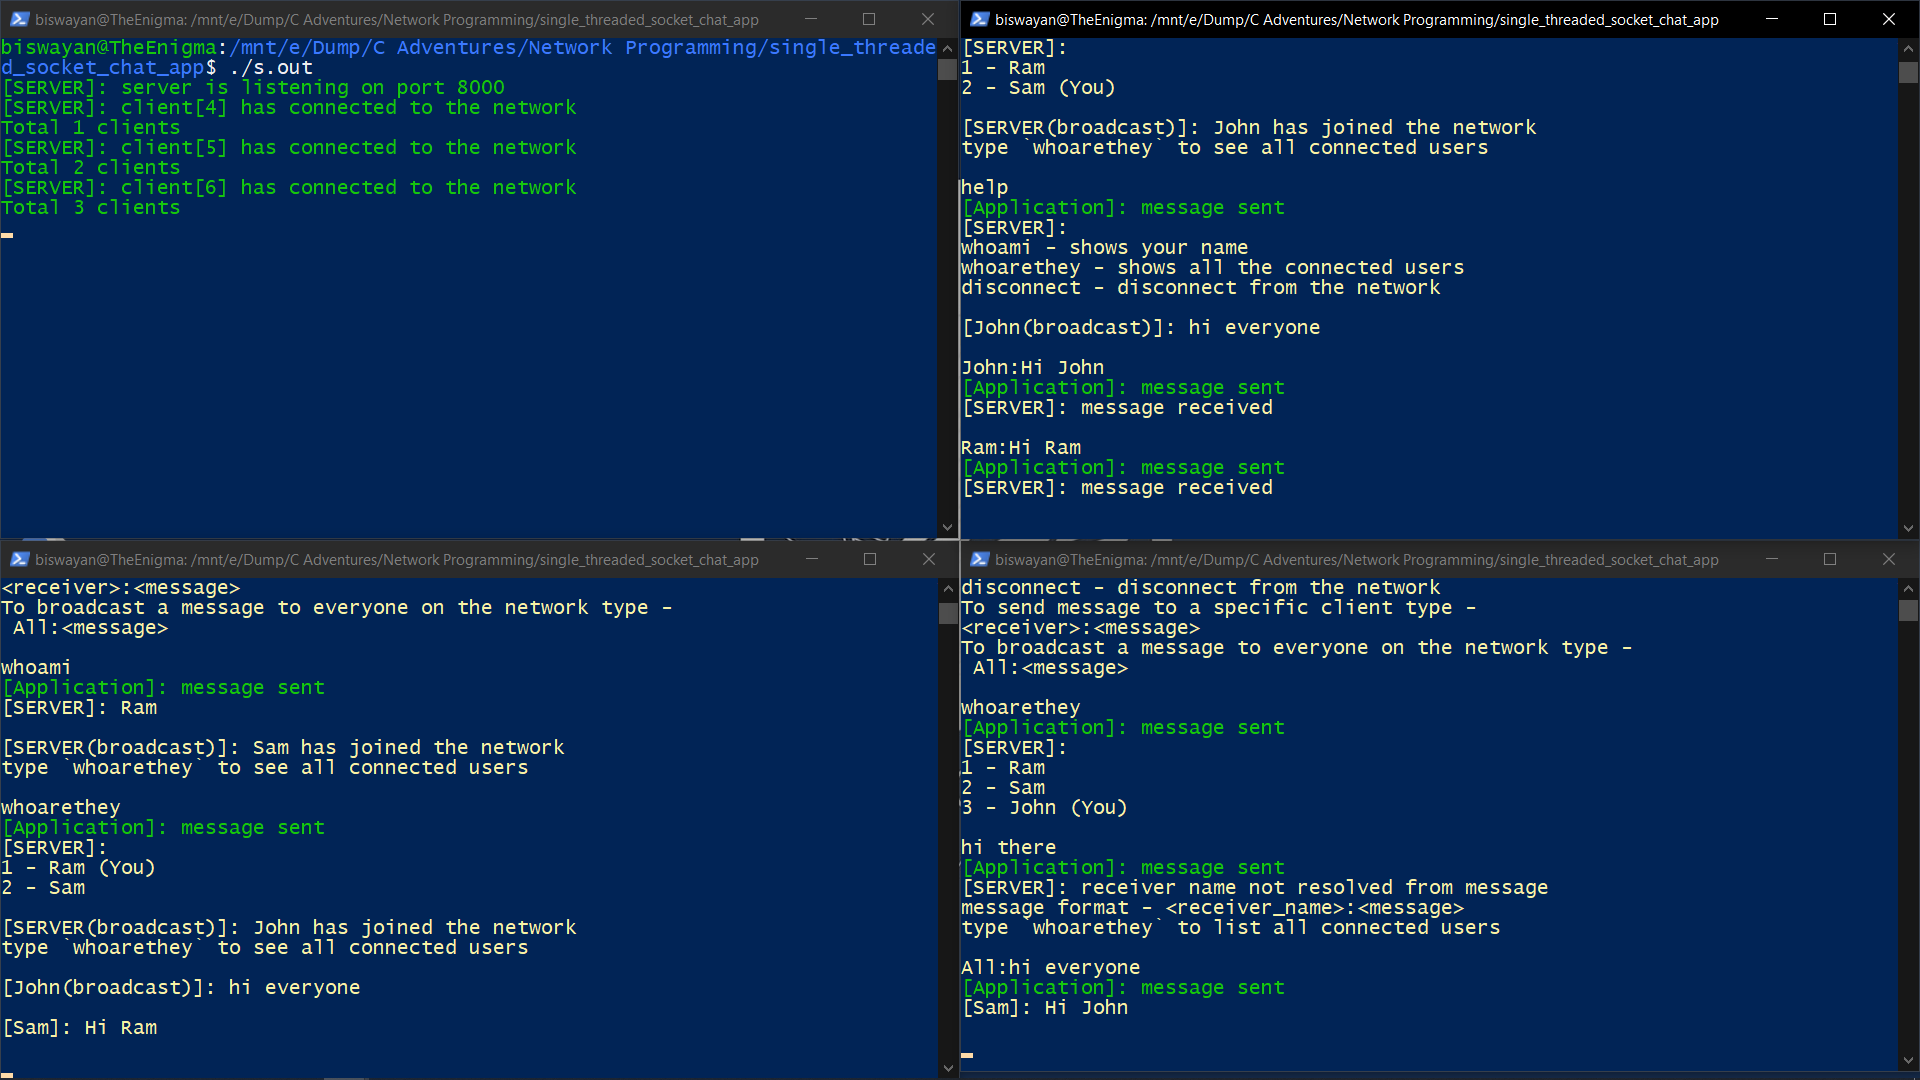 biswayan@TheEnigma: /mnt/e/Dump/C Adventures/Network Programming/single_threaded_socket_chat_app
biswayan@TheEnigma:/mnt/e/Dump/C Adventures/Network Programming/single_threade
d_socket_chat_app$ ./s.out
[SERVER]: server is listening on port 8000
[SERVER]: client[4] has connected to the network
Total 1 clients
[SERVER]: client[5] has connected to the network
Total 2 clients
[SERVER]: client[6] has connected to the network
Total 3 clients
biswayan@TheEnigma: /mnt/e/Dump/C Adventures/Network Programming/single_threaded_socket_chat_app
[SERVER]:
1 - Ram
2 - Sam (You)
[SERVER(broadcast)]: John has joined the network
type `whoarethey` to see all connected users
help
[Application]: message sent
[SERVER]:
whoami - shows your name
whoarethey - shows all the connected users
disconnect - disconnect from the network
[John(broadcast)]: hi everyone
John:Hi John
[Application]: message sent
[SERVER]: message received
Ram:Hi Ram
[Application]: message sent
[SERVER]: message received
biswayan@TheEnigma: /mnt/e/Dump/C Adventures/Network Programming/single_threaded_socket_chat_app
<receiver>:<message>
To broadcast a message to everyone on the network type -
 All:<message>
whoami
[Application]: message sent
[SERVER]: Ram
[SERVER(broadcast)]: Sam has joined the network
type `whoarethey` to see all connected users
whoarethey
[Application]: message sent
[SERVER]:
1 - Ram (You)
2 - Sam
[SERVER(broadcast)]: John has joined the network
type `whoarethey` to see all connected users
[John(broadcast)]: hi everyone
[Sam]: Hi Ram
biswayan@TheEnigma: /mnt/e/Dump/C Adventures/Network Programming/single_threaded_socket_chat_app
disconnect - disconnect from the network
To send message to a specific client type -
<receiver>:<message>
To broadcast a message to everyone on the network type -
 All:<message>
whoarethey
[Application]: message sent
[SERVER]:
1 - Ram
2 - Sam
3 - John (You)
hi there
[Application]: message sent
[SERVER]: receiver name not resolved from message
message format - <receiver_name>:<message>
type `whoarethey` to list all connected users
All:hi everyone
[Application]: message sent
[Sam]: Hi John